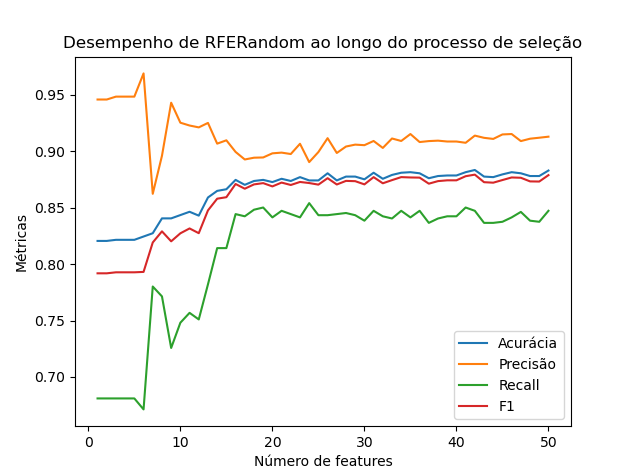 Desempenho de RFERandom ao longo do processo de seleção
Métricas
0.95
0.90
0.85
0.80
0.75
0.70
0 10 20 30 40 50
Número de features
Acurácia
Precisão
Recall
F1